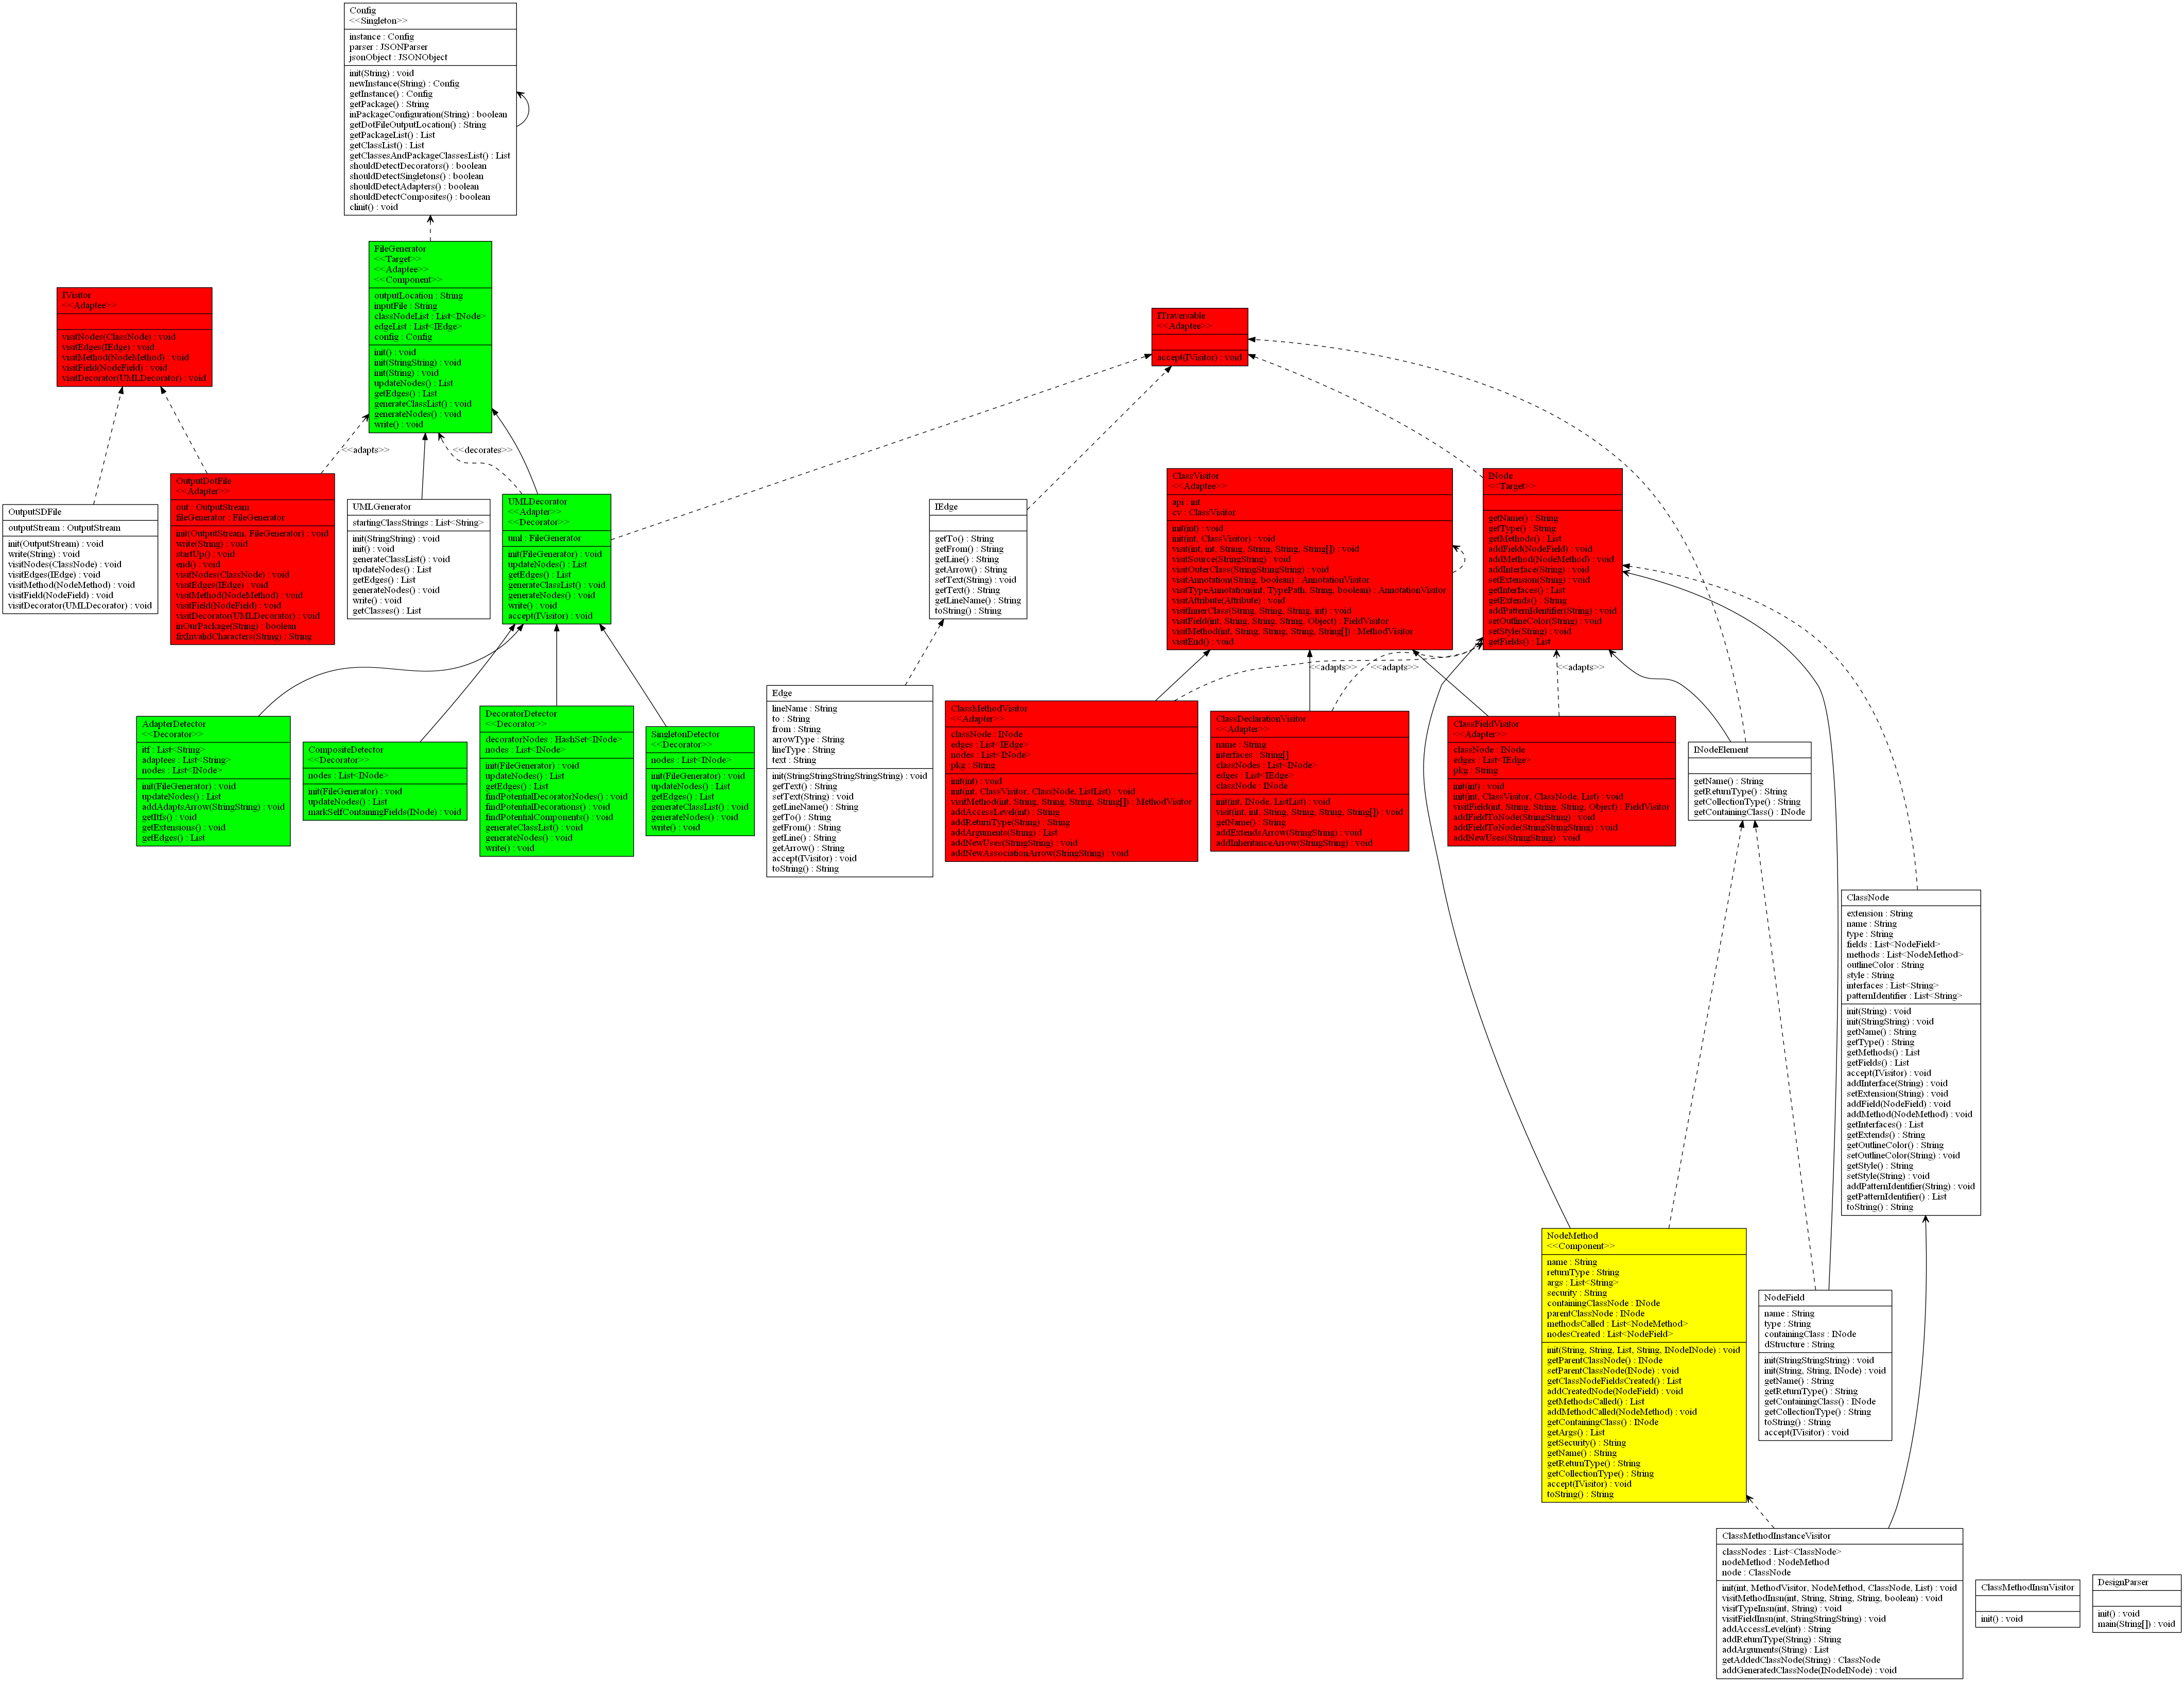 Config
<<Singleton>>
instance : Config
parser : JSONParser
jsonObject : JSONObject
init(String) : void
newInstance(String) : Config
getInstance() : Config
getPackage() : String
inPackageConfiguration(String) : boolean
getDotFileOutputLocation() : String
getPackageList() : List
getClassList() : List
getClassesAndPackageClassesList() : List
shouldDetectDecorators() : boolean
shouldDetectSingletons() : boolean
shouldDetectAdapters() : boolean
shouldDetectComposites() : boolean
clinit() : void
FileGenerator
<<Target>>
<<Adaptee>>
<<Component>>
outputLocation : String
inputFile : String
classNodeList : List<INode>
edgeList : List<IEdge>
config : Config
init() : void
init(StringString) : void
init(String) : void
updateNodes() : List
getEdges() : List
generateClassList() : void
generateNodes() : void
write() : void
IVisitor
<<Adaptee>>
visitNodes(ClassNode) : void
visitEdges(IEdge) : void
visitMethod(NodeMethod) : void
visitField(NodeField) : void
visitDecorator(UMLDecorator) : void
ITraversable
<<Adaptee>>
accept(IVisitor) : void
<<adapts>>
<<decorates>>
OutputSDFile
outputStream : OutputStream
init(OutputStream) : void
write(String) : void
visitNodes(ClassNode) : void
visitEdges(IEdge) : void
visitMethod(NodeMethod) : void
visitField(NodeField) : void
visitDecorator(UMLDecorator) : void
OutputDotFile
<<Adapter>>
out : OutputStream
fileGenerator : FileGenerator
init(OutputStream, FileGenerator) : void
write(String) : void
startUp() : void
end() : void
visitNodes(ClassNode) : void
visitEdges(IEdge) : void
visitMethod(NodeMethod) : void
visitField(NodeField) : void
visitDecorator(UMLDecorator) : void
inOurPackage(String) : boolean
fixInvalidCharacters(String) : String
UMLGenerator
startingClassStrings : List<String>
init(StringString) : void
init() : void
generateClassList() : void
updateNodes() : List
getEdges() : List
generateNodes() : void
write() : void
getClasses() : List
UMLDecorator
<<Adapter>>
<<Decorator>>
uml : FileGenerator
init(FileGenerator) : void
updateNodes() : List
getEdges() : List
generateClassList() : void
generateNodes() : void
write() : void
accept(IVisitor) : void
IEdge
getTo() : String
getFrom() : String
getLine() : String
getArrow() : String
setText(String) : void
getText() : String
getLineName() : String
toString() : String
ClassVisitor
<<Adaptee>>
api : int
cv : ClassVisitor
init(int) : void
init(int, ClassVisitor) : void
visit(int, int, String, String, String, String[]) : void
visitSource(StringString) : void
visitOuterClass(StringStringString) : void
visitAnnotation(String, boolean) : AnnotationVisitor
visitTypeAnnotation(int, TypePath, String, boolean) : AnnotationVisitor
visitAttribute(Attribute) : void
visitInnerClass(String, String, String, int) : void
visitField(int, String, String, String, Object) : FieldVisitor
visitMethod(int, String, String, String, String[]) : MethodVisitor
visitEnd() : void
INode
<<Target>>
getName() : String
getType() : String
getMethods() : List
addField(NodeField) : void
addMethod(NodeMethod) : void
addInterface(String) : void
setExtension(String) : void
getInterfaces() : List
getExtends() : String
addPatternIdentifier(String) : void
setOutlineColor(String) : void
setStyle(String) : void
getFields() : List
<<adapts>>
<<adapts>>
<<adapts>>
AdapterDetector
<<Decorator>>
itf : List<String>
adaptees : List<String>
nodes : List<INode>
init(FileGenerator) : void
updateNodes() : List
addAdaptsArrow(StringString) : void
getItfs() : void
getExtensions() : void
getEdges() : List
CompositeDetector
<<Decorator>>
nodes : List<INode>
init(FileGenerator) : void
updateNodes() : List
markSelfContainingFields(INode) : void
DecoratorDetector
<<Decorator>>
decoratorNodes : HashSet<INode>
nodes : List<INode>
init(FileGenerator) : void
updateNodes() : List
getEdges() : List
findPotentialDecoratorNodes() : void
findPotentialDecorations() : void
findPotentialComponents() : void
generateClassList() : void
generateNodes() : void
write() : void
SingletonDetector
<<Decorator>>
nodes : List<INode>
init(FileGenerator) : void
updateNodes() : List
getEdges() : List
generateClassList() : void
generateNodes() : void
write() : void
Edge
lineName : String
to : String
from : String
arrowType : String
lineType : String
text : String
init(StringStringStringStringString) : void
getText() : String
setText(String) : void
getLineName() : String
getTo() : String
getFrom() : String
getLine() : String
getArrow() : String
accept(IVisitor) : void
toString() : String
ClassMethodVisitor
<<Adapter>>
classNode : INode
edges : List<IEdge>
nodes : List<INode>
pkg : String
init(int) : void
init(int, ClassVisitor, ClassNode, ListList) : void
visitMethod(int, String, String, String, String[]) : MethodVisitor
addAccessLevel(int) : String
addReturnType(String) : String
addArguments(String) : List
addNewUses(StringString) : void
addNewAssociationArrow(StringString) : void
ClassDeclarationVisitor
<<Adapter>>
name : String
interfaces : String[]
classNodes : List<INode>
edges : List<IEdge>
classNode : INode
init(int, INode, ListList) : void
visit(int, int, String, String, String, String[]) : void
getName() : String
addExtendsArrow(StringString) : void
addInheritanceArrow(StringString) : void
ClassFieldVisitor
<<Adapter>>
classNode : INode
edges : List<IEdge>
pkg : String
init(int) : void
init(int, ClassVisitor, ClassNode, List) : void
visitField(int, String, String, String, Object) : FieldVisitor
addFieldToNode(StringString) : void
addFieldToNode(StringStringString) : void
addNewUses(StringString) : void
INodeElement
getName() : String
getReturnType() : String
getCollectionType() : String
getContainingClass() : INode
ClassNode
extension : String
name : String
type : String
fields : List<NodeField>
methods : List<NodeMethod>
outlineColor : String
style : String
interfaces : List<String>
patternIdentifier : List<String>
init(String) : void
init(StringString) : void
getName() : String
getType() : String
getMethods() : List
getFields() : List
accept(IVisitor) : void
addInterface(String) : void
setExtension(String) : void
addField(NodeField) : void
addMethod(NodeMethod) : void
getInterfaces() : List
getExtends() : String
getOutlineColor() : String
setOutlineColor(String) : void
getStyle() : String
setStyle(String) : void
addPatternIdentifier(String) : void
getPatternIdentifier() : List
toString() : String
NodeMethod
<<Component>>
name : String
returnType : String
args : List<String>
security : String
containingClassNode : INode
parentClassNode : INode
methodsCalled : List<NodeMethod>
nodesCreated : List<NodeField>
init(String, String, List, String, INodeINode) : void
getParentClassNode() : INode
setParentClassNode(INode) : void
getClassNodeFieldsCreated() : List
addCreatedNode(NodeField) : void
getMethodsCalled() : List
addMethodCalled(NodeMethod) : void
getContainingClass() : INode
getArgs() : List
getSecurity() : String
getName() : String
getReturnType() : String
getCollectionType() : String
accept(IVisitor) : void
toString() : String
NodeField
name : String
type : String
containingClass : INode
dStructure : String
init(StringStringString) : void
init(String, String, INode) : void
getName() : String
getReturnType() : String
getContainingClass() : INode
getCollectionType() : String
toString() : String
accept(IVisitor) : void
ClassMethodInstanceVisitor
classNodes : List<ClassNode>
nodeMethod : NodeMethod
node : ClassNode
init(int, MethodVisitor, NodeMethod, ClassNode, List) : void
visitMethodInsn(int, String, String, String, boolean) : void
visitTypeInsn(int, String) : void
visitFieldInsn(int, StringStringString) : void
addAccessLevel(int) : String
addReturnType(String) : String
addArguments(String) : List
getAddedClassNode(String) : ClassNode
addGeneratedClassNode(INodeINode) : void
ClassMethodInsnVisitor
init() : void
DesignParser
init() : void
main(String[]) : void